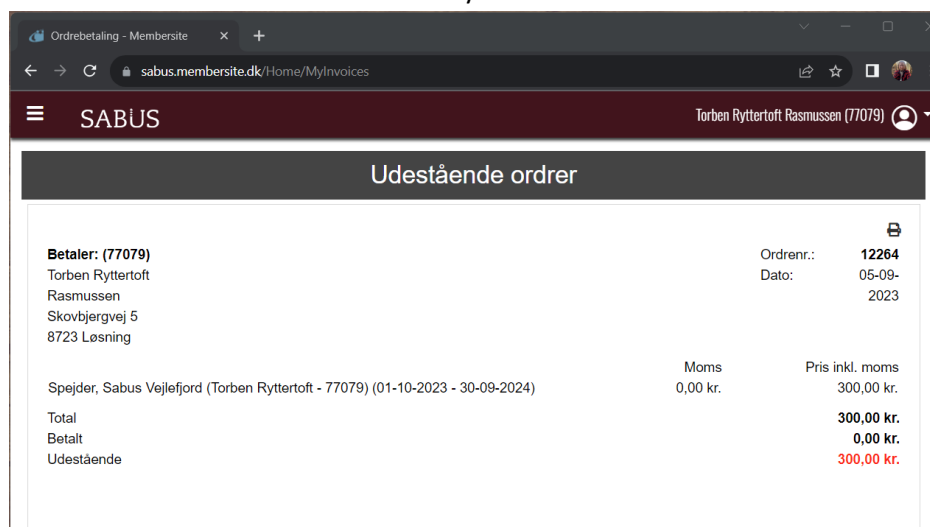 Ordrebetaling - Membersite
sabus.membersite.dk/Home/MyInvoices
SABUS
Torben Ryttertoft Rasmussen (77079)
Udestående ordrer
Betaler: (77079)
Ordrenr.: 12264
Torben Ryttertoft
Dato: 05-09-
Rasmussen
2023
Skovbjergvej 5
8723 Løsning
Moms Pris inkl. moms
Spejder, Sabus Vejlefjord (Torben Ryttertoft - 77079) (01-10-2023 - 30-09-2024) 0,00 kr. 300,00 kr.
Total 300,00 kr.
Betalt 0,00 kr.
Udestående 300,00 kr.